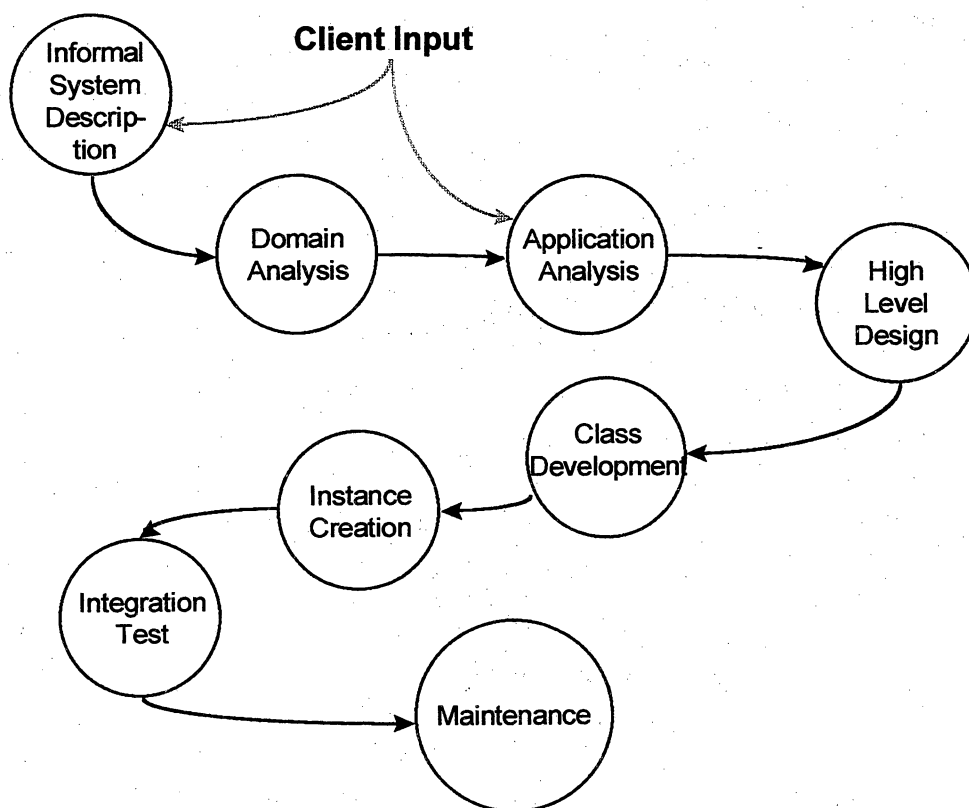 Client Input
Informal
System
Descrip-
tion
Domain
Analysis
Application
Analysis
High
Level
Design
Class
Development
Instance
Creation
Integration
Test
Maintenance